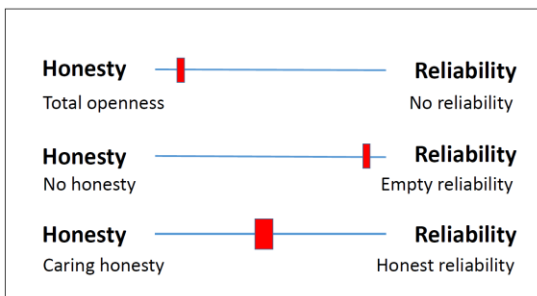 Honesty Reliability
Total openness No reliability
Honesty Reliability
No honesty Empty reliability
Honesty Reliability
Caring honesty Honest reliability